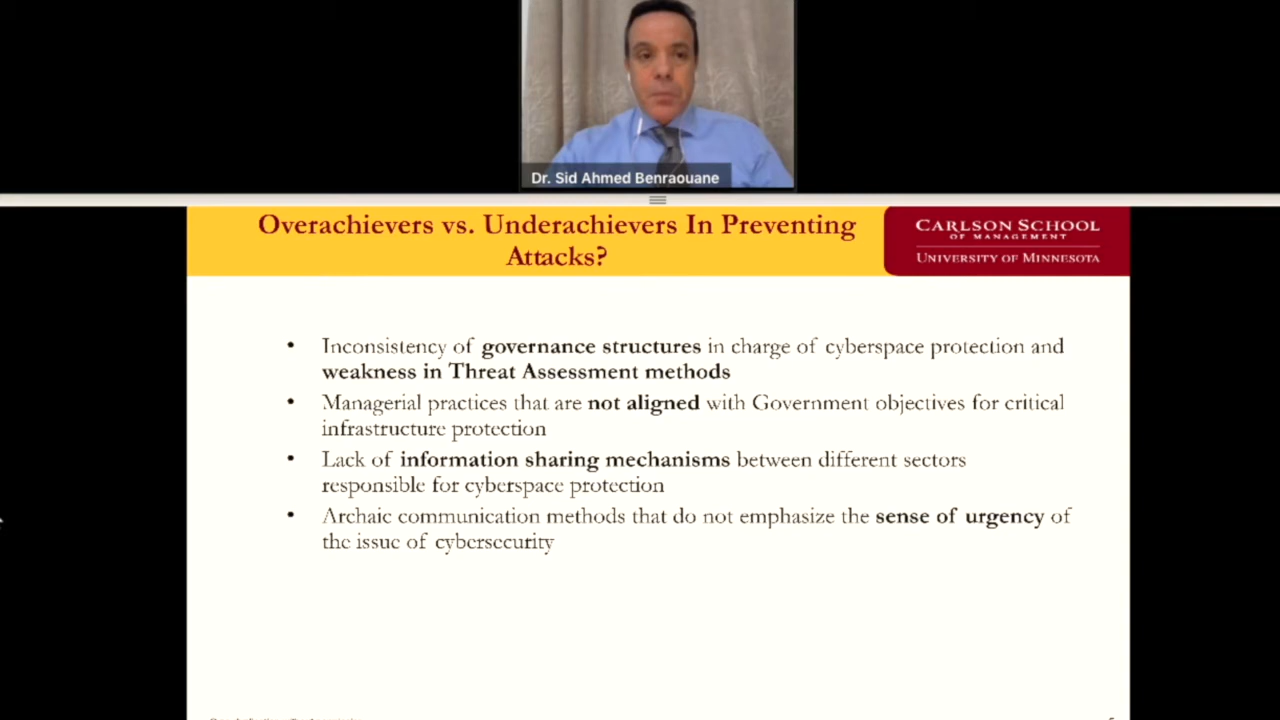 Dr. Sid Ahmed Benraouane
Overachievers vs. Underachievers In Preventing
Attacks?
CARLSON SCHOOL
OF MANAGEMENT
UNIVERSITY OF MINNESOTA
• Inconsistency of governance structures in charge of cyberspace protection and
weakness in Threat Assessment methods
• Managerial practices that are not aligned with Government objectives for critical
infrastructure protection
• Lack of information sharing mechanisms between different sectors
responsible for cyberspace protection
• Archaic communication methods that do not emphasize the sense of urgency of
the issue of cybersecurity